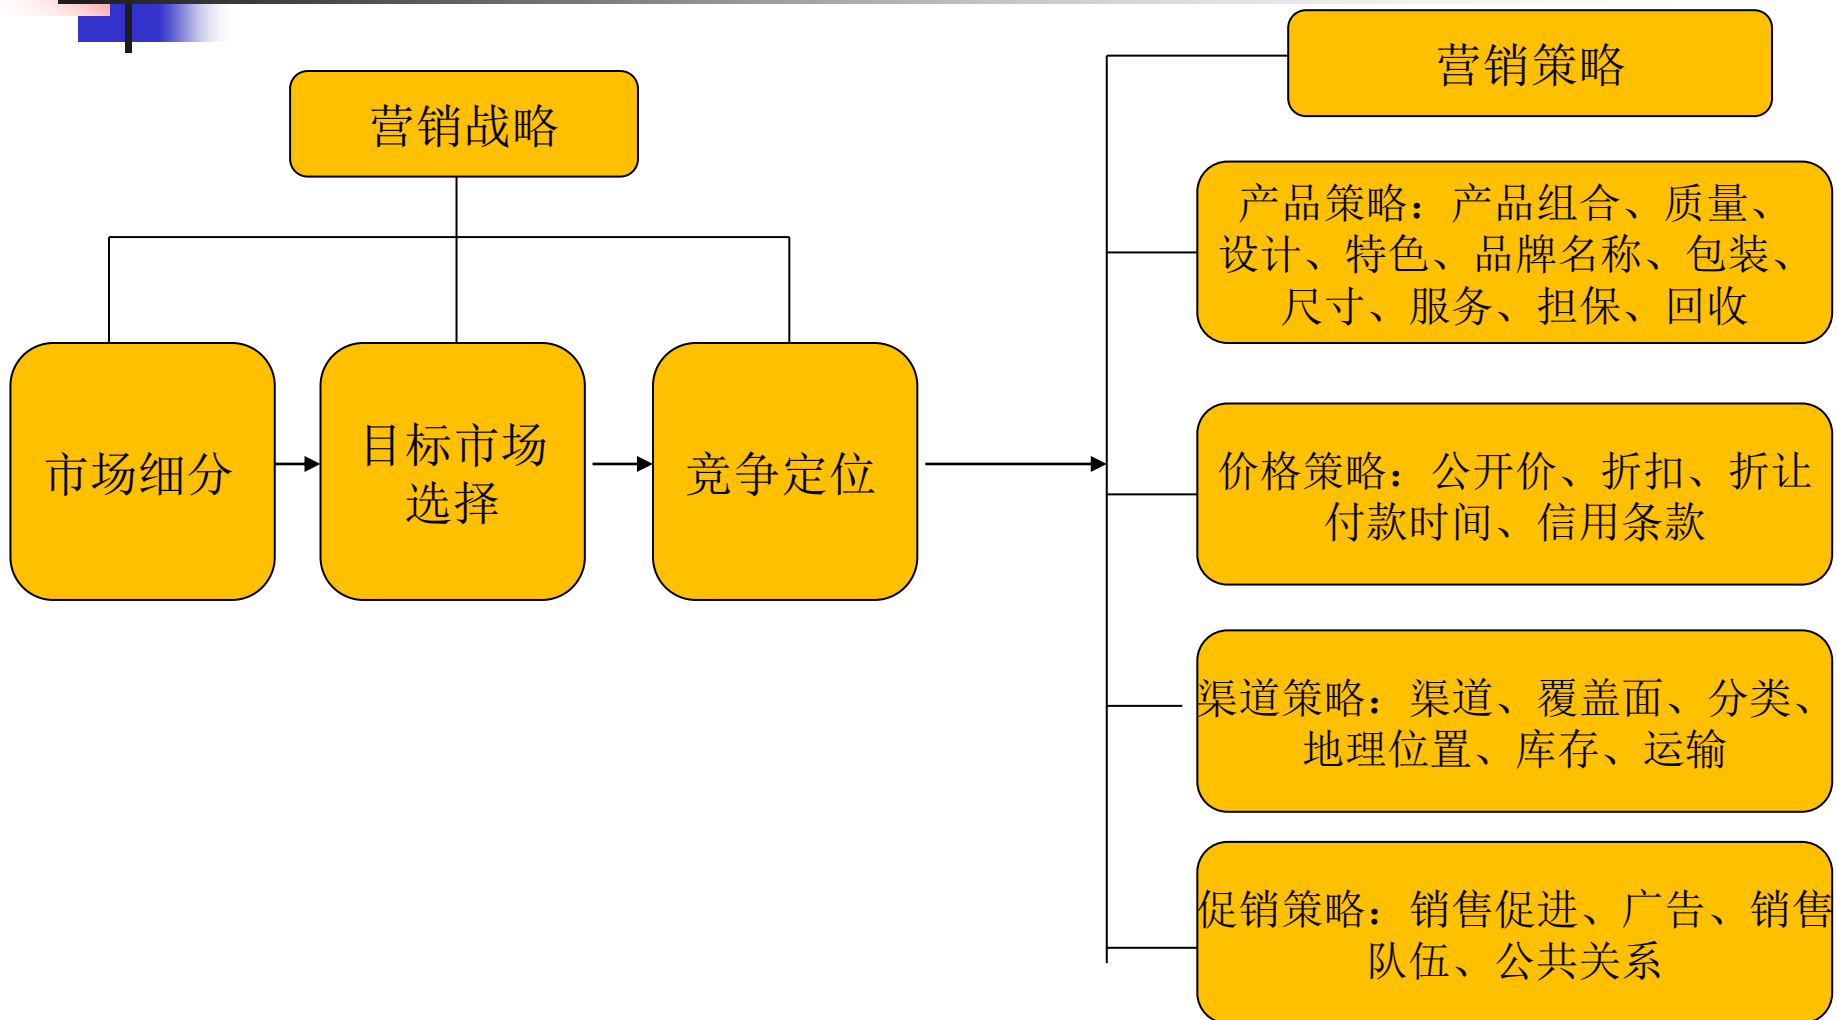 营销战略
市场细分
目标市场
选择
竞争定位
营销策略
产品策略：产品组合、质量、
设计、特色、品牌名称、包装、
尺寸、服务、担保、回收
价格策略：公开价、折扣、折让
付款时间、信用条款
渠道策略：渠道、覆盖面、分类、
地理位置、库存、运输
促销策略：销售促进、广告、销售
队伍、公共关系